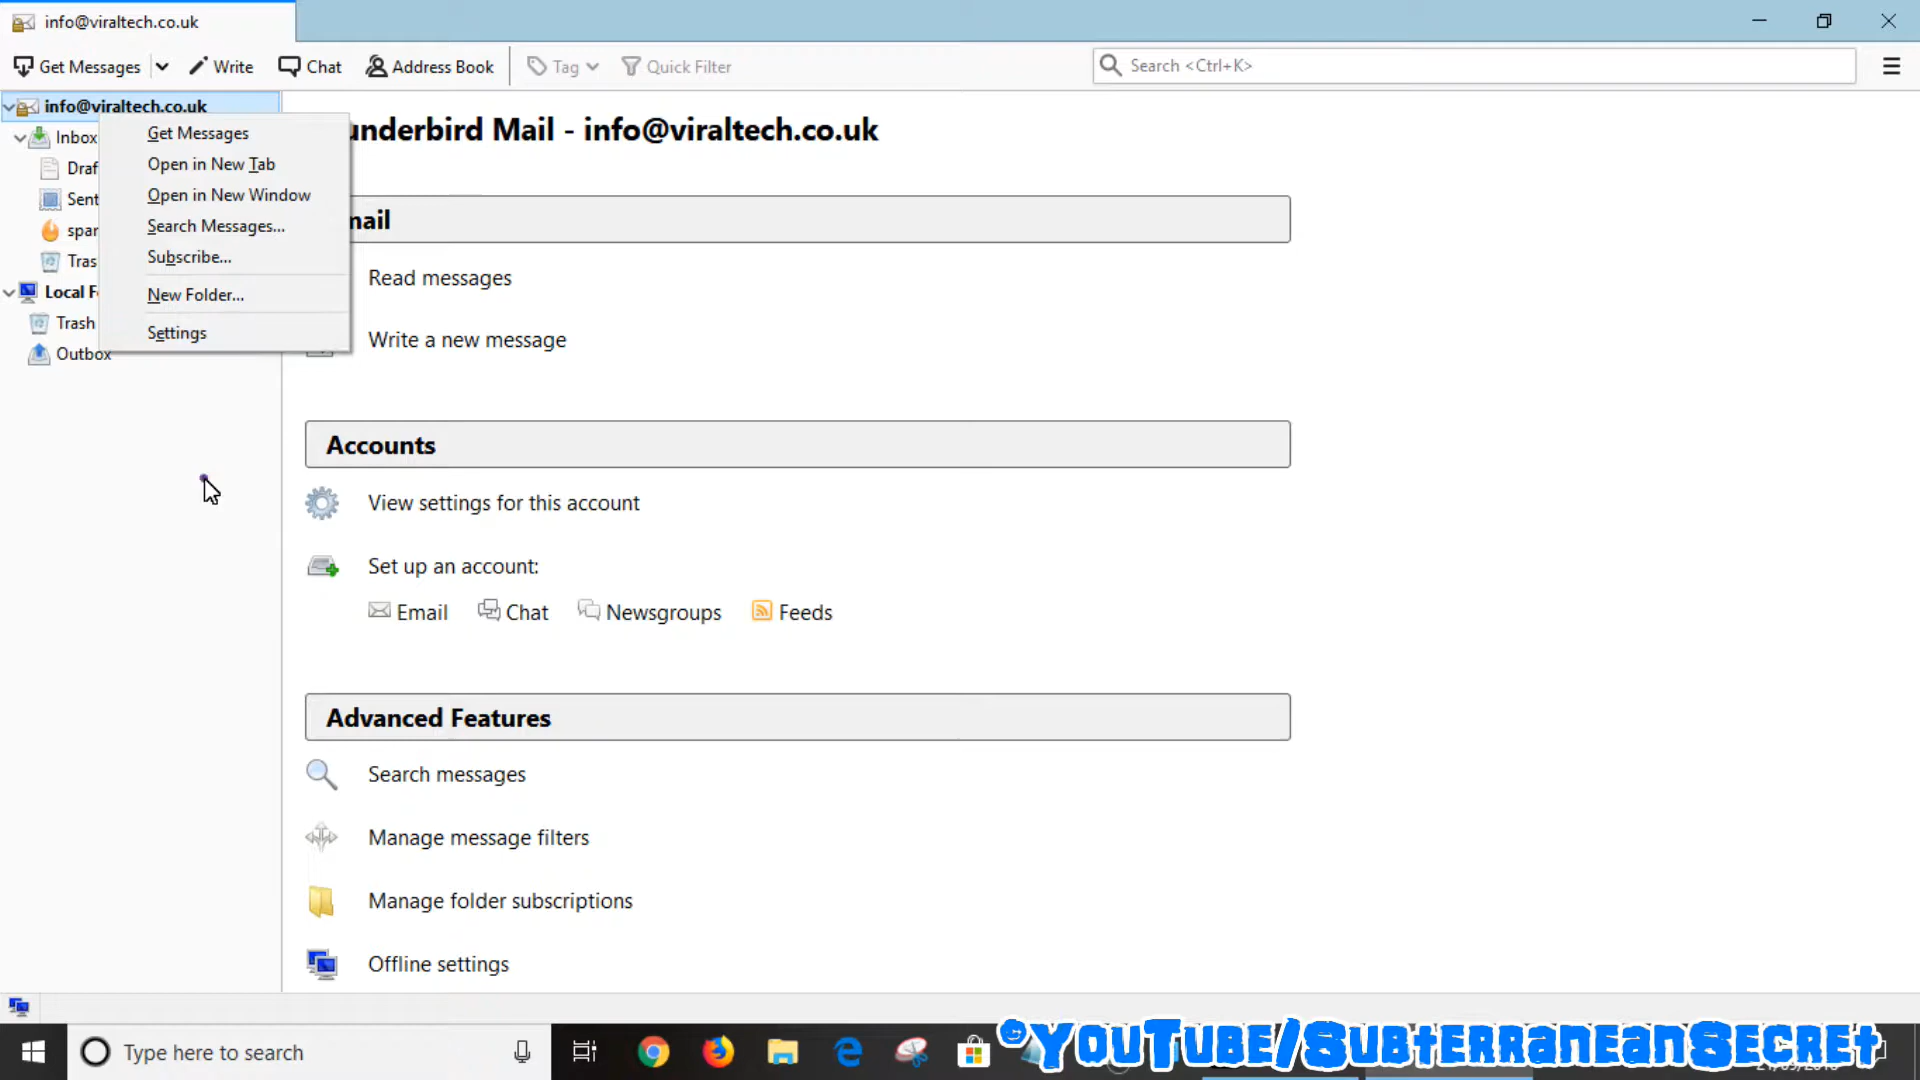 info@viraltech.co.uk
Get Messages Write Chat Address Book Tag Quick Filter Search <Ctrl+K>
info@viraltech.co.uk
Inbox
Draf
Sent
spar
Tras
Local F
Trash
Outbox
Get Messages
Open in New Tab
Open in New Window
Search Messages...
Subscribe...
New Folder...
Settings
underbird Mail - info@viraltech.co.uk
mail
Read messages
Write a new message
Accounts
View settings for this account
Set up an account:
Email Chat Newsgroups Feeds
Advanced Features
Search messages
Manage message filters
Manage folder subscriptions
Offline settings
Type here to search
©YouTube/SubterraneanSecret